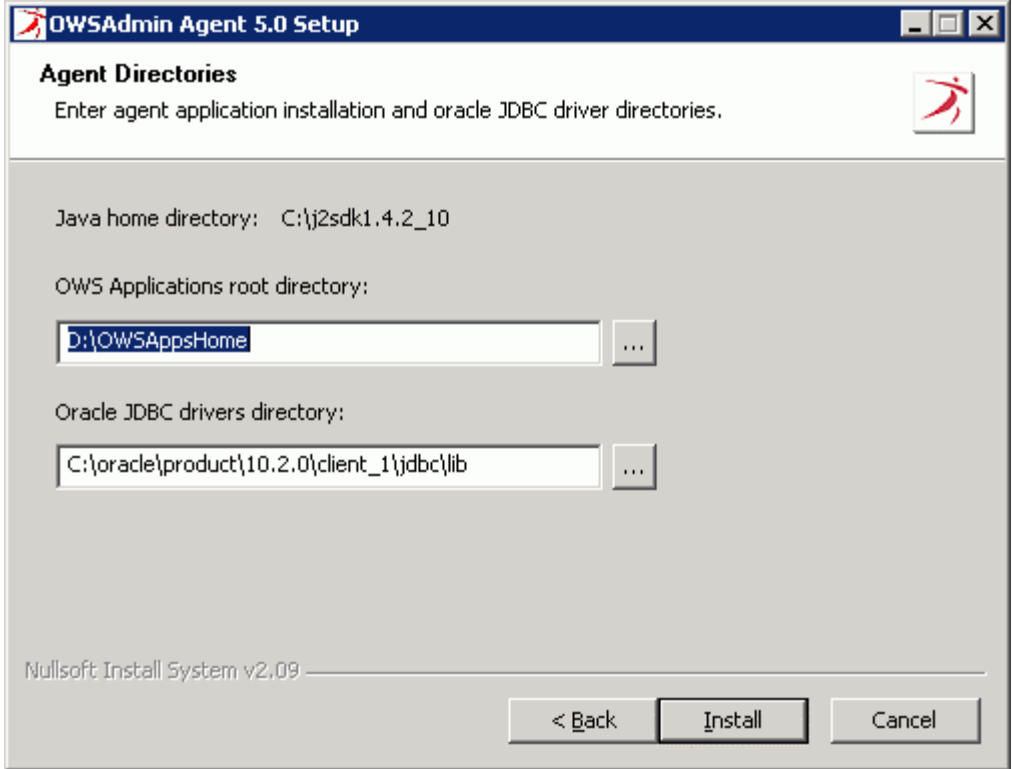 OWSAdmin Agent 5.0 Setup
Agent Directories
Enter agent application installation and oracle JDBC driver directories.
Java home directory: C:\j2sdk1.4.2_10
OWS Applications root directory:
D:\OWSAppsHome
...
Oracle JDBC drivers directory:
C:\oracle\product\10.2.0\client_1\jdbc\lib
...
Nullsoft Install System v2.09
< Back Install Cancel